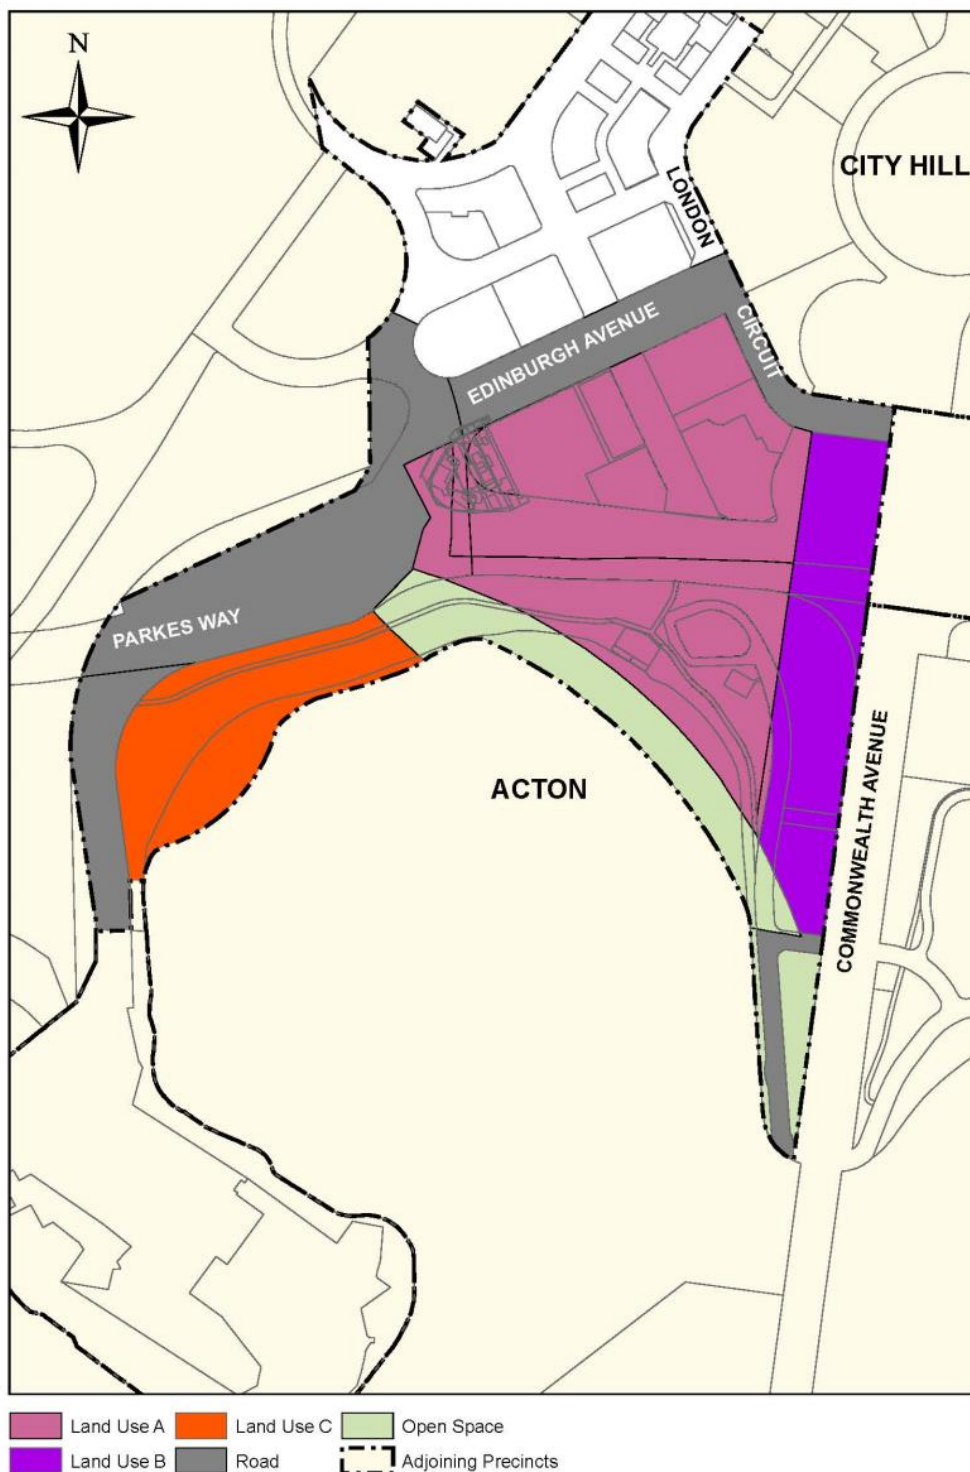 N
CITY HILL
LONDON
CIRCUIT
EDINBURGH AVENUE
PARKES WAY
ACTON
COMMONWEALTH AVENUE
Land Use A
Land Use C
Open Space
Land Use B
Road
Adjoining Precincts